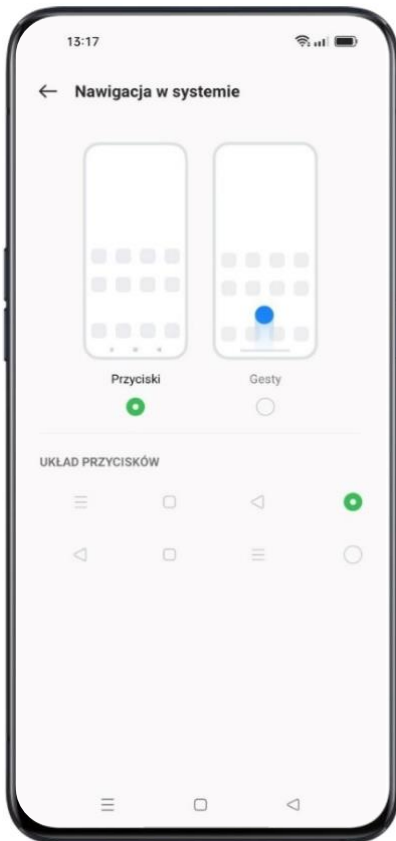 13:17
Nawigacja w systemie
Przyciski
Gesty
UKŁAD PRZYCISKÓW